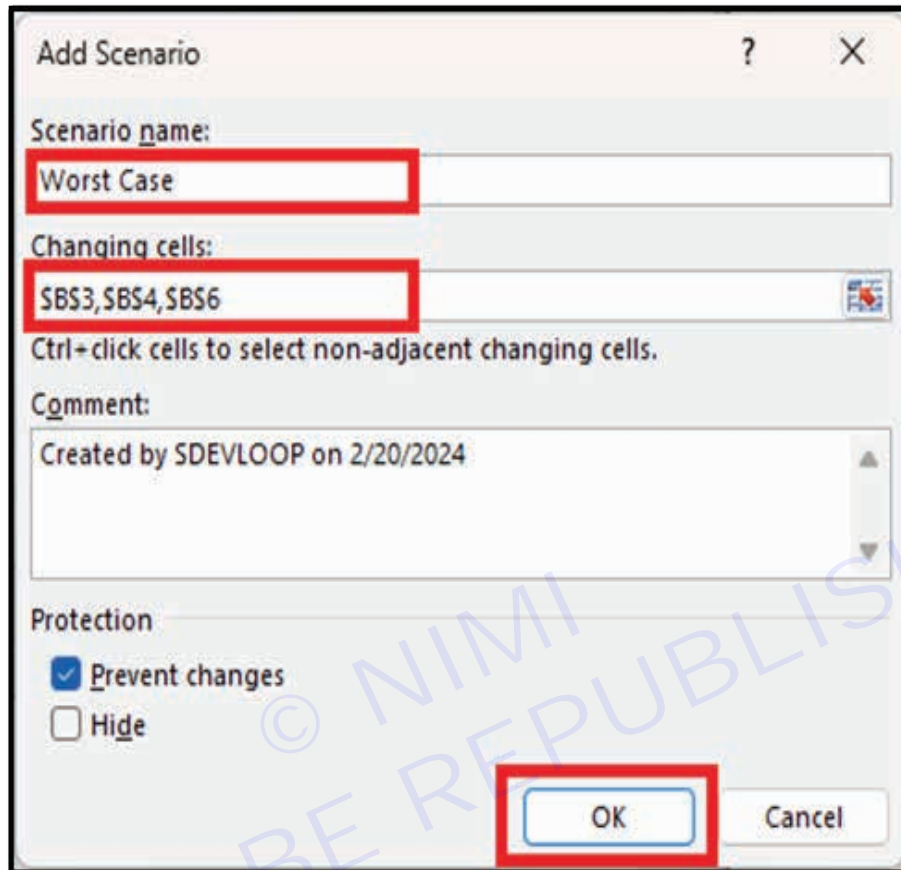 Add Scenario ? X
Scenario name:
Worst Case
Changing cells:
$B$3,$B$4,$B$6
Ctrl+click cells to select non-adjacent changing cells.
Comment:
Created by SDEVLOOP on 2/20/2024
Protection
Prevent changes
Hide
© NIMI
BE REPUBLIS
OK Cancel